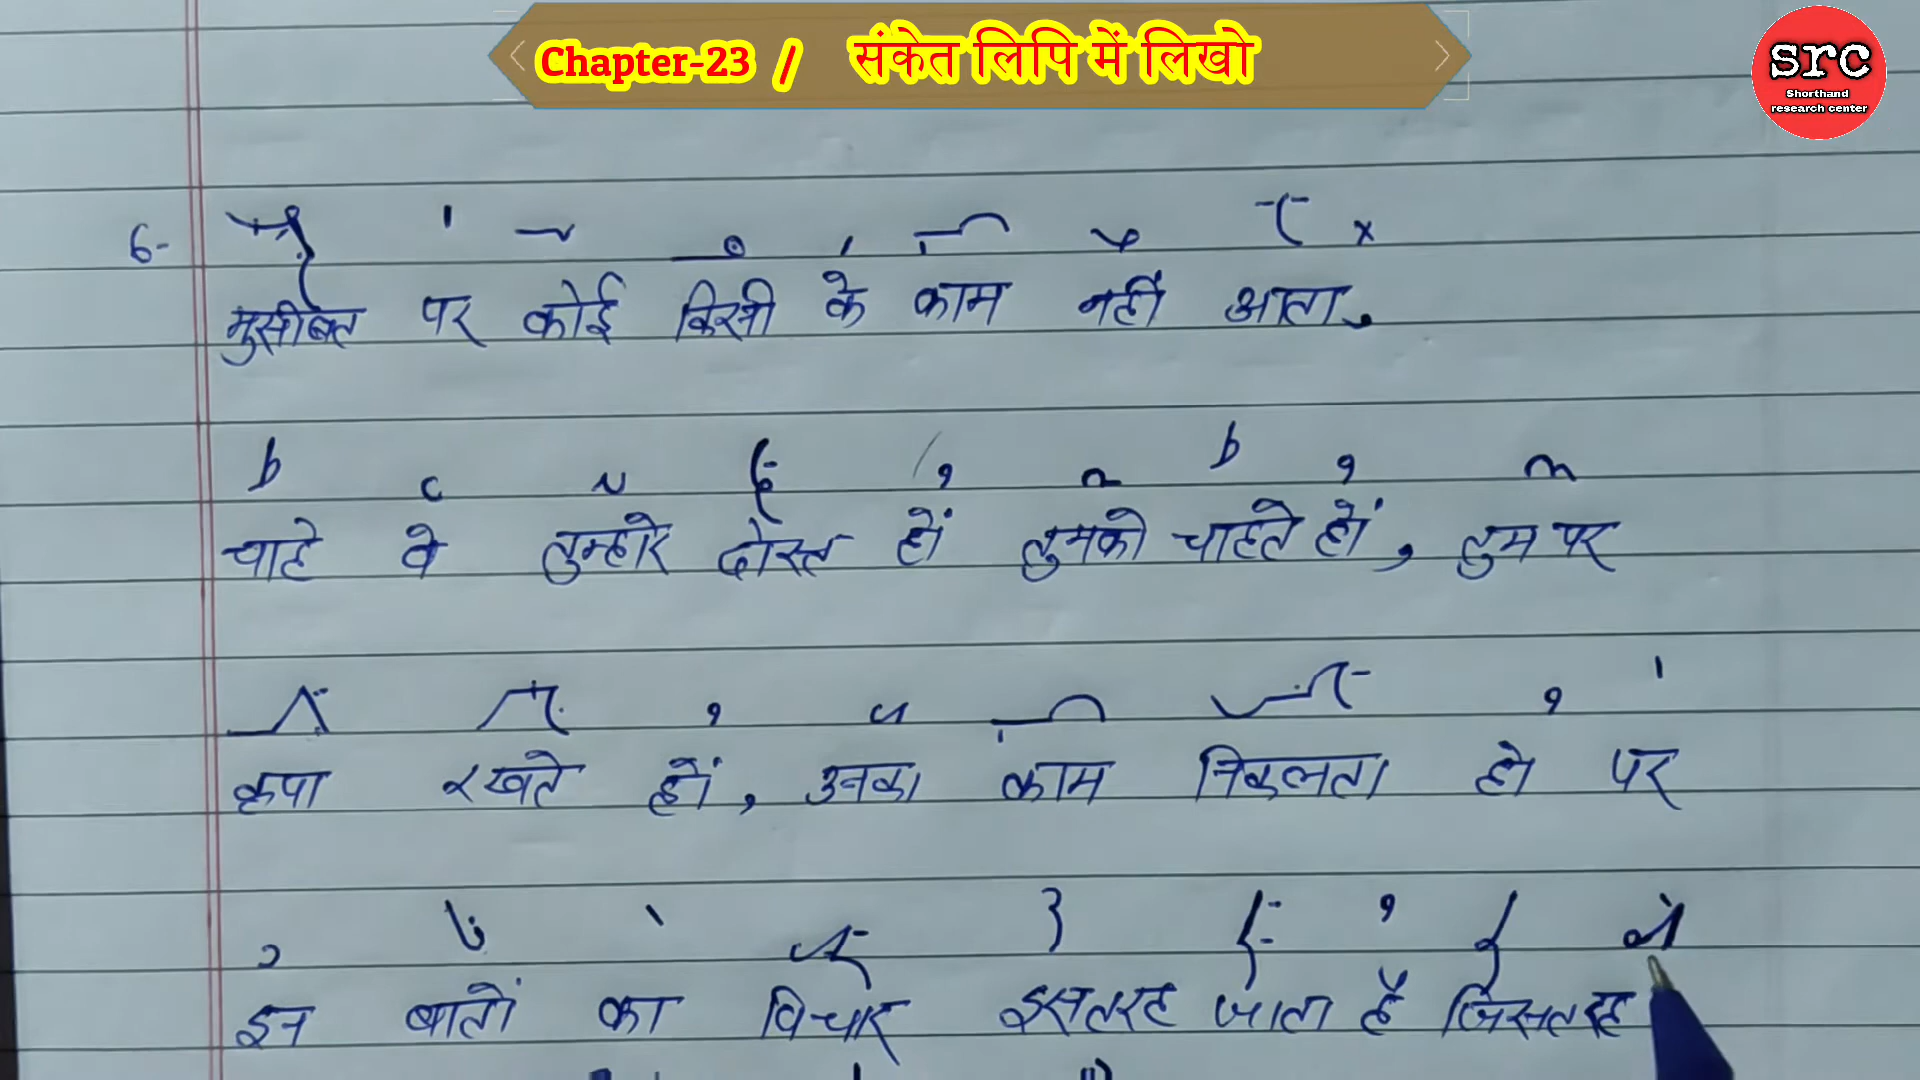 Chapter-23 / संकेत लिपि में लिखो
src
Shorthand
research center
6- मुसीबत पर कोई किसी के काम नहीं आता,
चाहे वे तुम्हारे दोस्त हों तुमको चाहते हों, तुम पर
कृपा रखते हों, उनका काम निकलता हो पर
इन बातों का विचार इसतरह जाता है जिसतरह